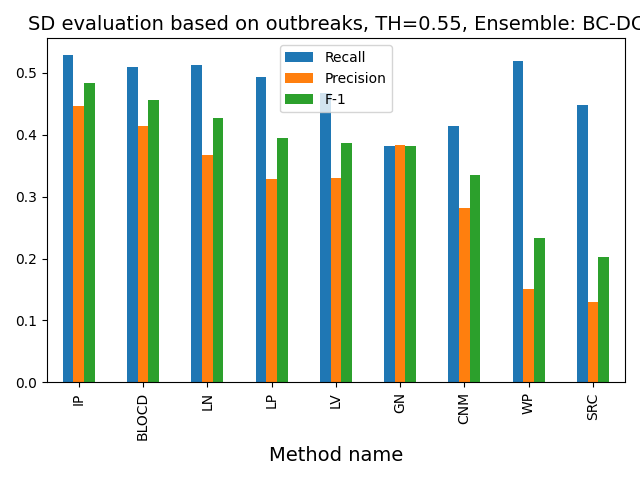 SD evaluation based on outbreaks, TH=0.55, Ensemble: BC-DC
Recall
Precision
F-1
0.5
0.4
0.3
0.2
0.1
0.0
IP
BLOCD
LN
LP
LV
GN
CNM
WP
SRC
Method name